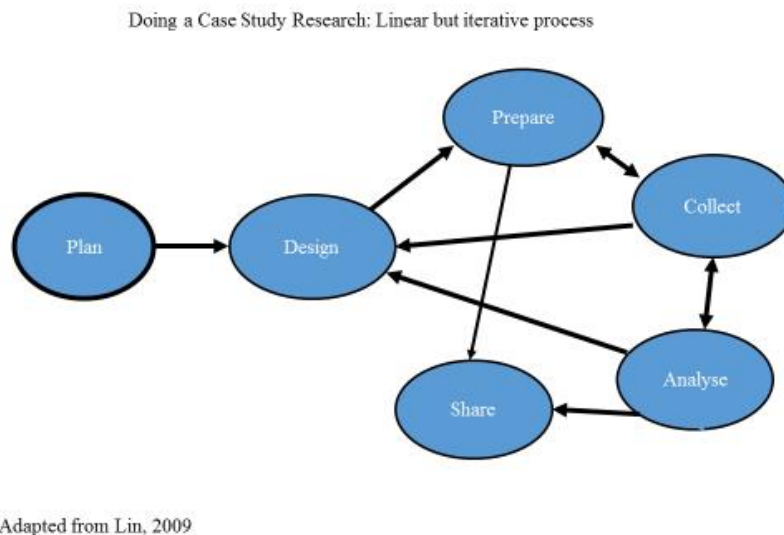 Doing a Case Study Research: Linear but iterative process
Prepare
Collect
Plan
Design
Analyse
Share
Adapted from Lin, 2009